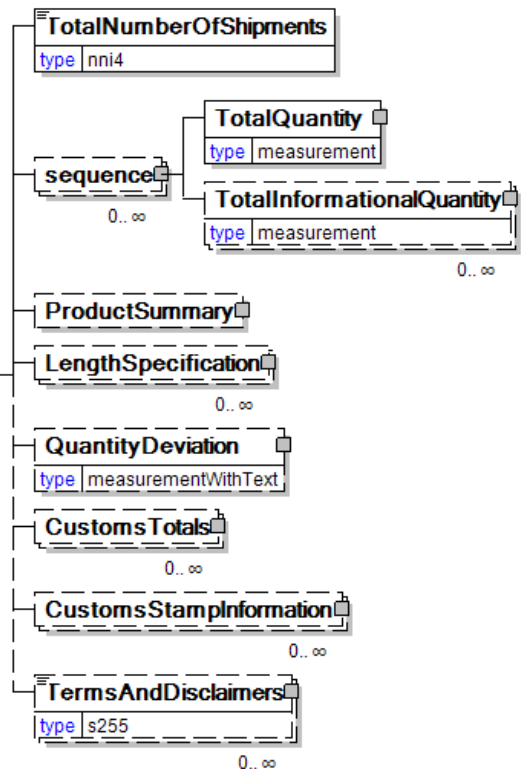 TotalNumberOfShipments
type nni4
TotalQuantity
type measurement
sequence
0.. ∞
TotalInformationalQuantity
type measurement
0.. ∞
ProductSummary
LengthSpecification
0.. ∞
QuantityDeviation
type measurementWithText
CustomsTotals
0.. ∞
CustomsStampInformation
0.. ∞
TermsAndDisclaimers
type s255
0.. ∞